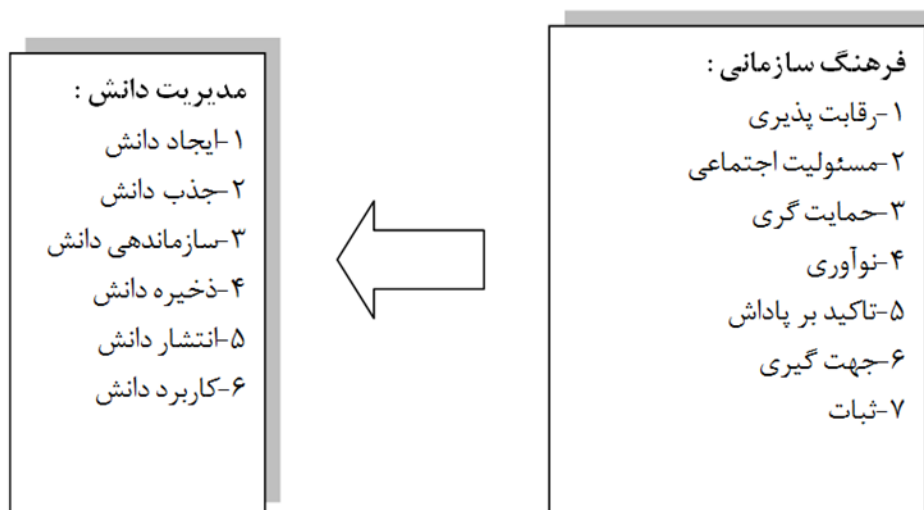 فرهنگ سازمانی :
۱-رقابت پذیری
۲-مسئولیت اجتماعی
۳-حمایت گری
۴-نوآوری
۵-تاکید بر پاداش
۶-جهت گیری
۷-ثبات
مدیریت دانش :
۱-ایجاد دانش
۲-جذب دانش
۳-سازماندهی دانش
۴-ذخیره دانش
۵-انتشار دانش
۶-کاربرد دانش